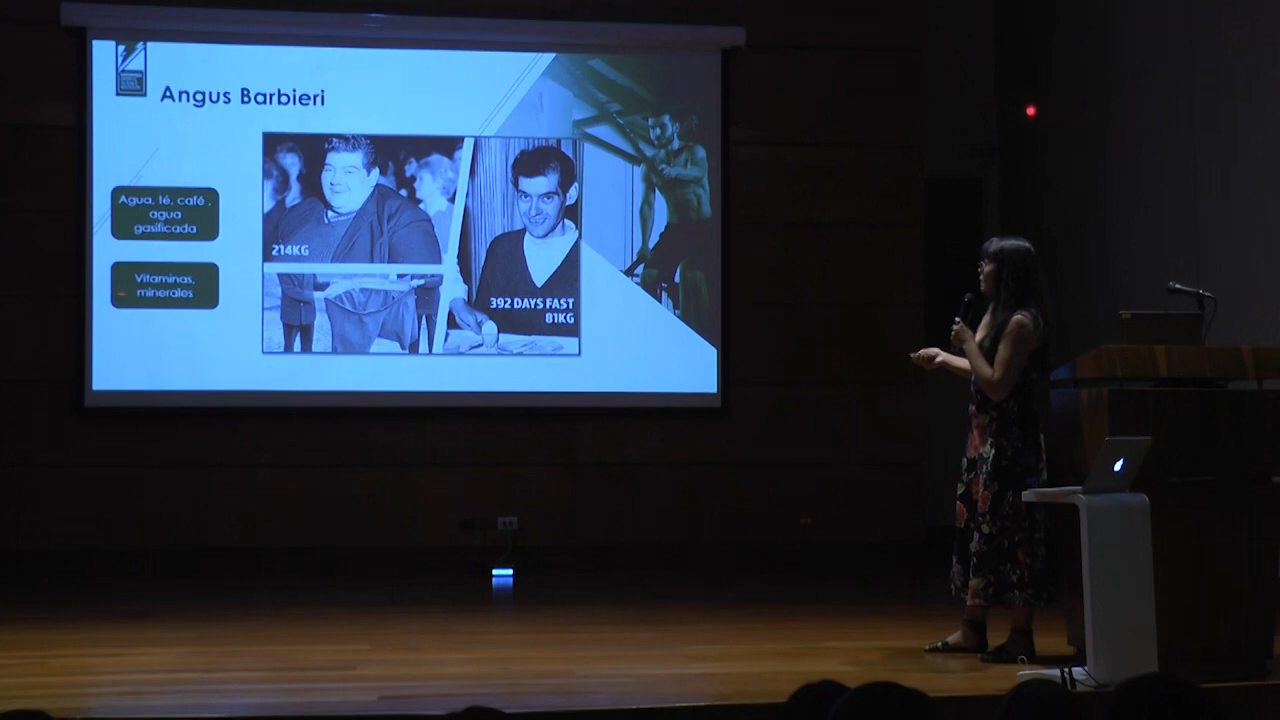 Angus Barbieri
Agua, té, café ,
agua
gasificada
Vitaminas,
minerales
214KG
392 DAYS FAST
81KG